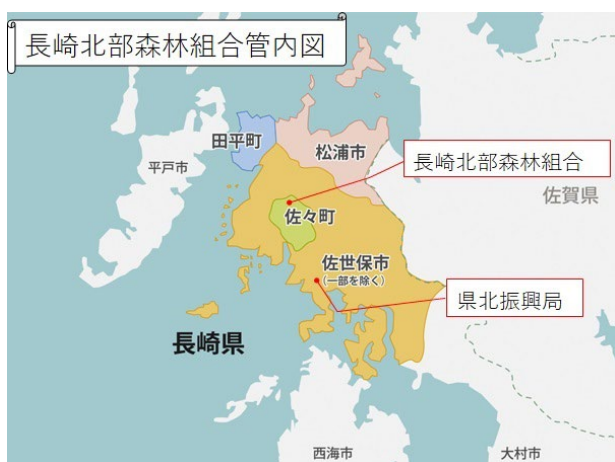 長崎北部森林組合管内図
田平町
松浦市
平戸市
長崎北部森林組合
佐賀県
佐々町
佐世保市
(一部を除く)
県北振興局
長崎県
西海市
大村市